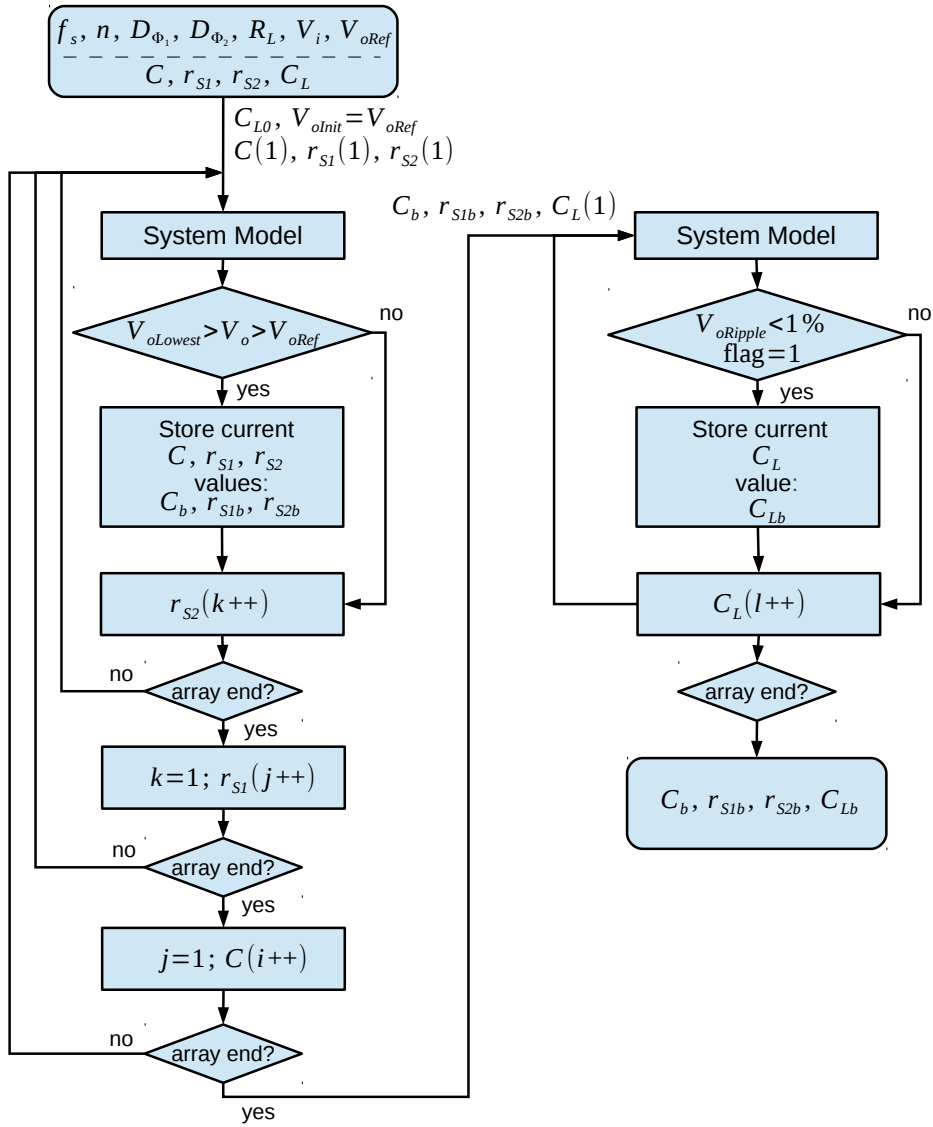 f_s, n, D_Φ1, D_Φ2, R_L, V_i, V_oRef
C, r_S1, r_S2, C_L
C_L0, V_oInit=V_oRef
C(1), r_S1(1), r_S2(1)
System Model
V_oLowest>V_o>V_oRef
no
yes
Store current
C, r_S1, r_S2
values:
C_b, r_S1b, r_S2b
r_S2(k++)
array end?
no
yes
k=1; r_S1(j++)
array end?
no
yes
j=1; C(i++)
array end?
no
yes
C_b, r_S1b, r_S2b, C_L(1)
System Model
V_oRipple<1%
flag=1
no
yes
Store current
C_L
value:
C_Lb
C_L(l++)
array end?
C_b, r_S1b, r_S2b, C_Lb